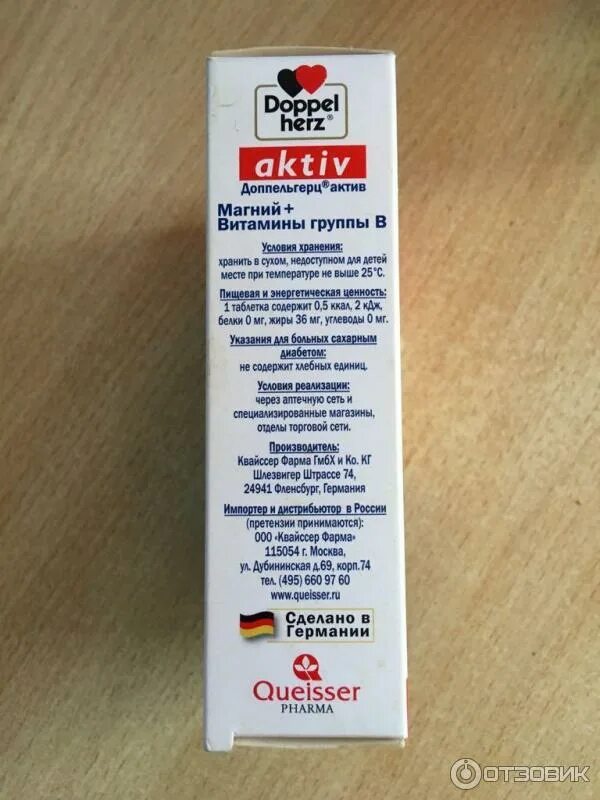 Doppel
herz®
aktiv
Доппельгерц®актив
Магний+
Витамины группы В
Условия хранения:
хранить в сухом, недоступном для детей
месте при температуре не выше 25°С.
Пищевая и энергетическая ценность:
1 таблетка содержит 0,5 ккал, 2 кДж,
белки 0 мг, жиры 36 мг, углеводы 0 мг.
Указания для больных сахарным
диабетом:
не содержит хлебных единиц.
Условия реализации:
через аптечную сеть и
специализированные магазины,
отделы торговой сети.
Производитель:
Квайссер Фарма ГмбХ и Ко. КГ
Шлезвигер Штрассе 74,
24941 Фленсбург, Германия
Импортер и дистрибьютор в России
(претензии принимаются):
ООО «Квайссер Фарма»
115054 г. Москва,
ул. Дубининская д.69, корп.74
тел. (495) 660 97 60
www.queisser.ru
Сделано в
Германии
Queisser
PHARMA
ОТЗОВИК